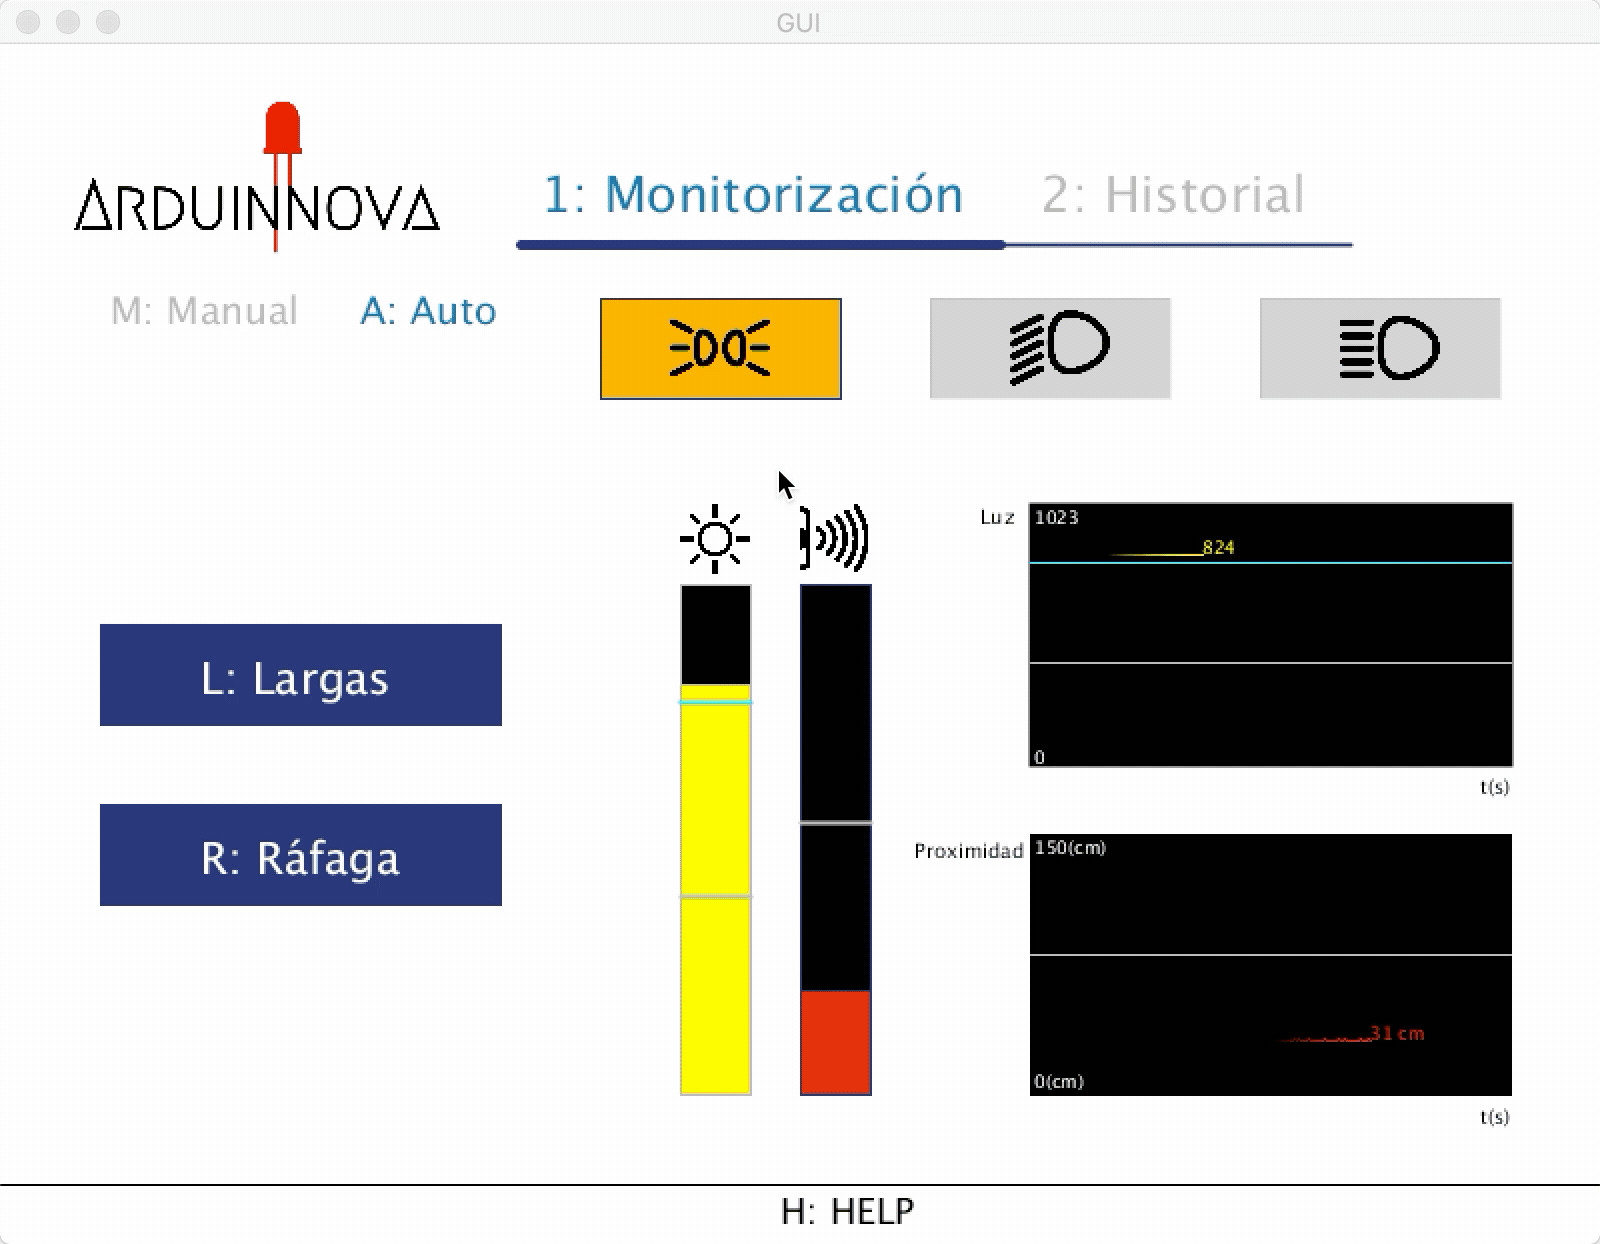 GUI
ARDUINNOVA
1: Monitorización 2: Historial
M: Manual A: Auto
Luz 1023
824
0
t(s)
L: Largas
R: Ráfaga
Proximidad 150(cm)
31 cm
0(cm)
t(s)
H: HELP